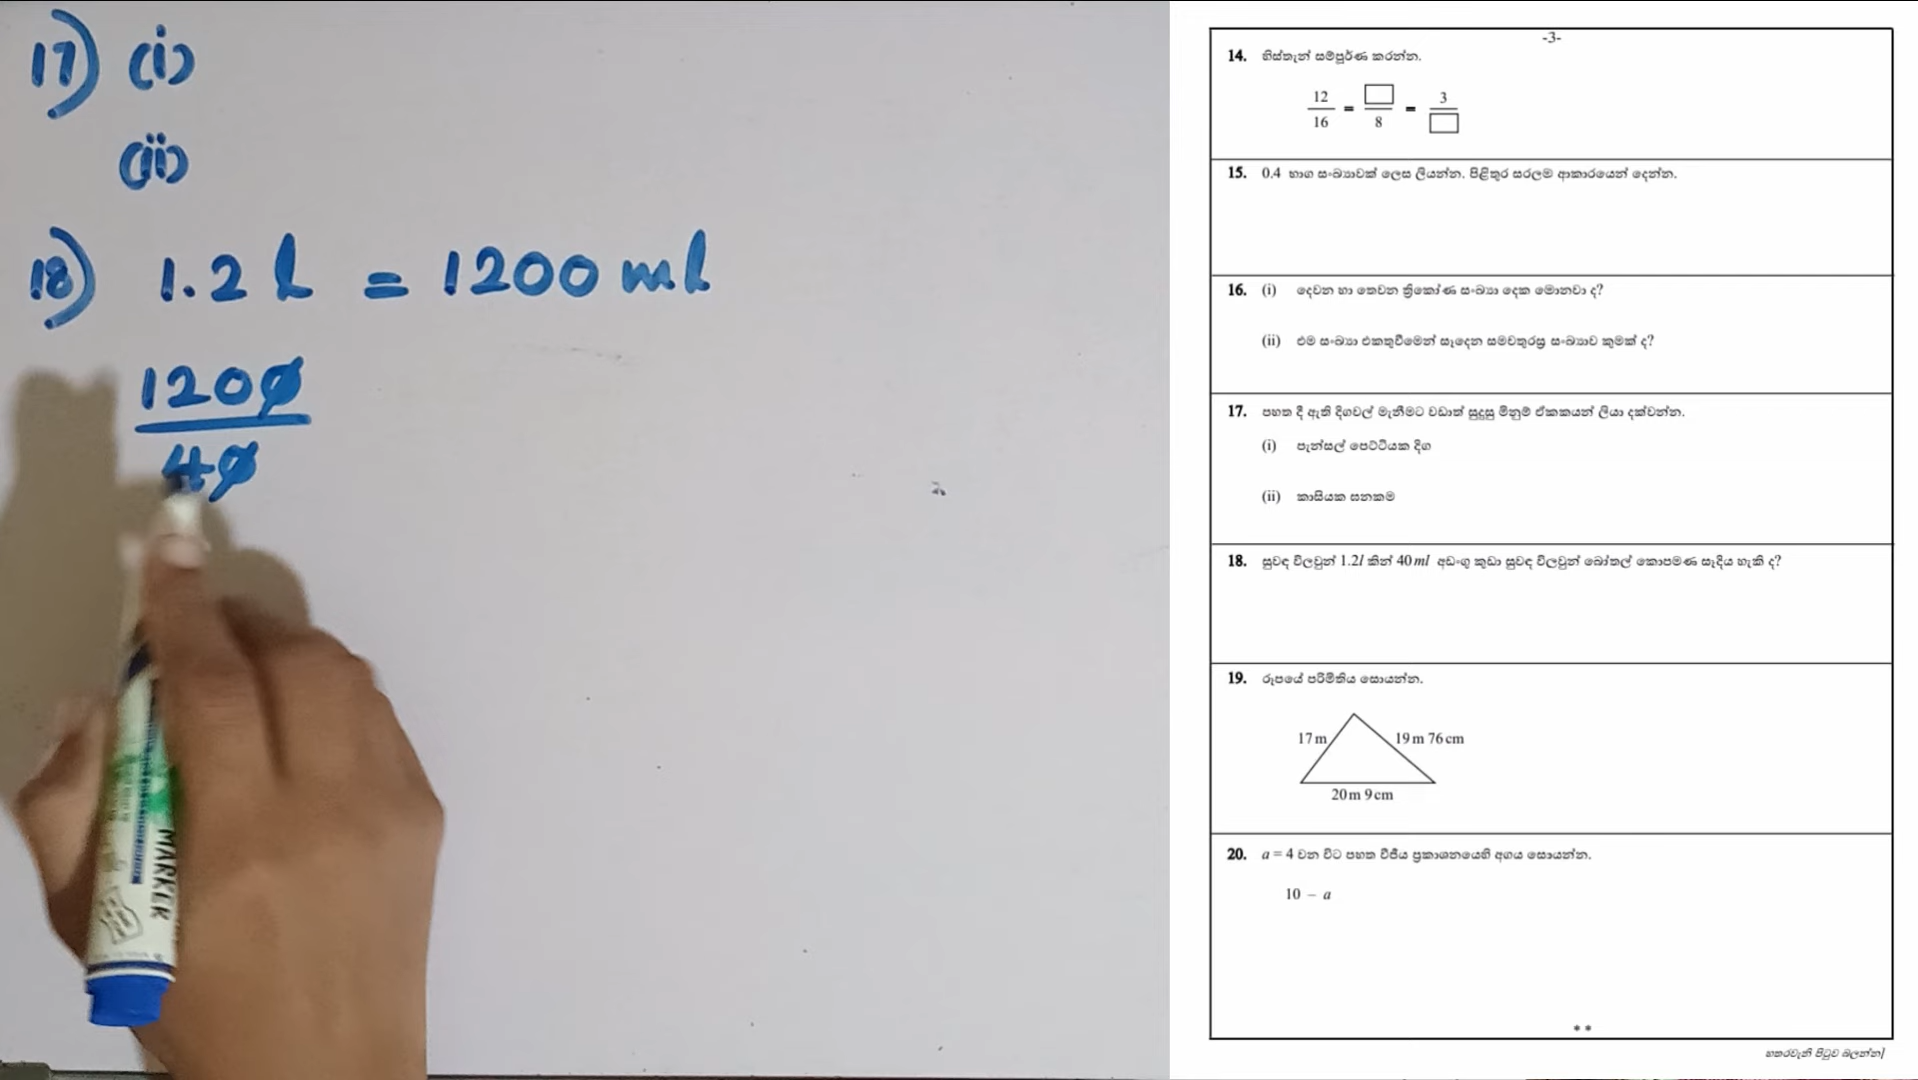 17) (i)
(ii)
18) 1.2 l = 1200 ml
1200
40
MARKER
-3-
14. හිස්තැන් සම්පූර්ණ කරන්න.
12/16 = □/8 = 3/□
15. 0.4 භාග සංඛ්‍යාවක් ලෙස ලියන්න. පිළිතුර සරලම ආකාරයෙන් දෙන්න.
16. (i) දෙවන හා තෙවන ත්‍රිකෝණ සංඛ්‍යා දෙක මොනවා ද?
(ii) එම සංඛ්‍යා එකතුවීමෙන් සෑදෙන සමචතුරස්‍ර සංඛ්‍යාව කුමක් ද?
17. පහත දී ඇති දිගවල් මැනීමට වඩාත් සුදුසු මිනුම් ඒකකයන් ලියා දක්වන්න.
(i) පැන්සල් පෙට්ටියක දිග
(ii) කාසියක ඝනකම
18. සුවඳ විලවුන් 1.2l කින් 40 ml අඩංගු කුඩා සුවඳ විලවුන් බෝතල් කොපමණ සෑදිය හැකි ද?
19. රූපයේ පරිමිතිය සොයන්න.
17 m 19 m 76 cm
20 m 9 cm
20. a = 4 වන විට පහත වීජීය ප්‍රකාශනයෙහි අගය සොයන්න.
10 – a
* *
හතරවැනි පිටුව බලන්න]